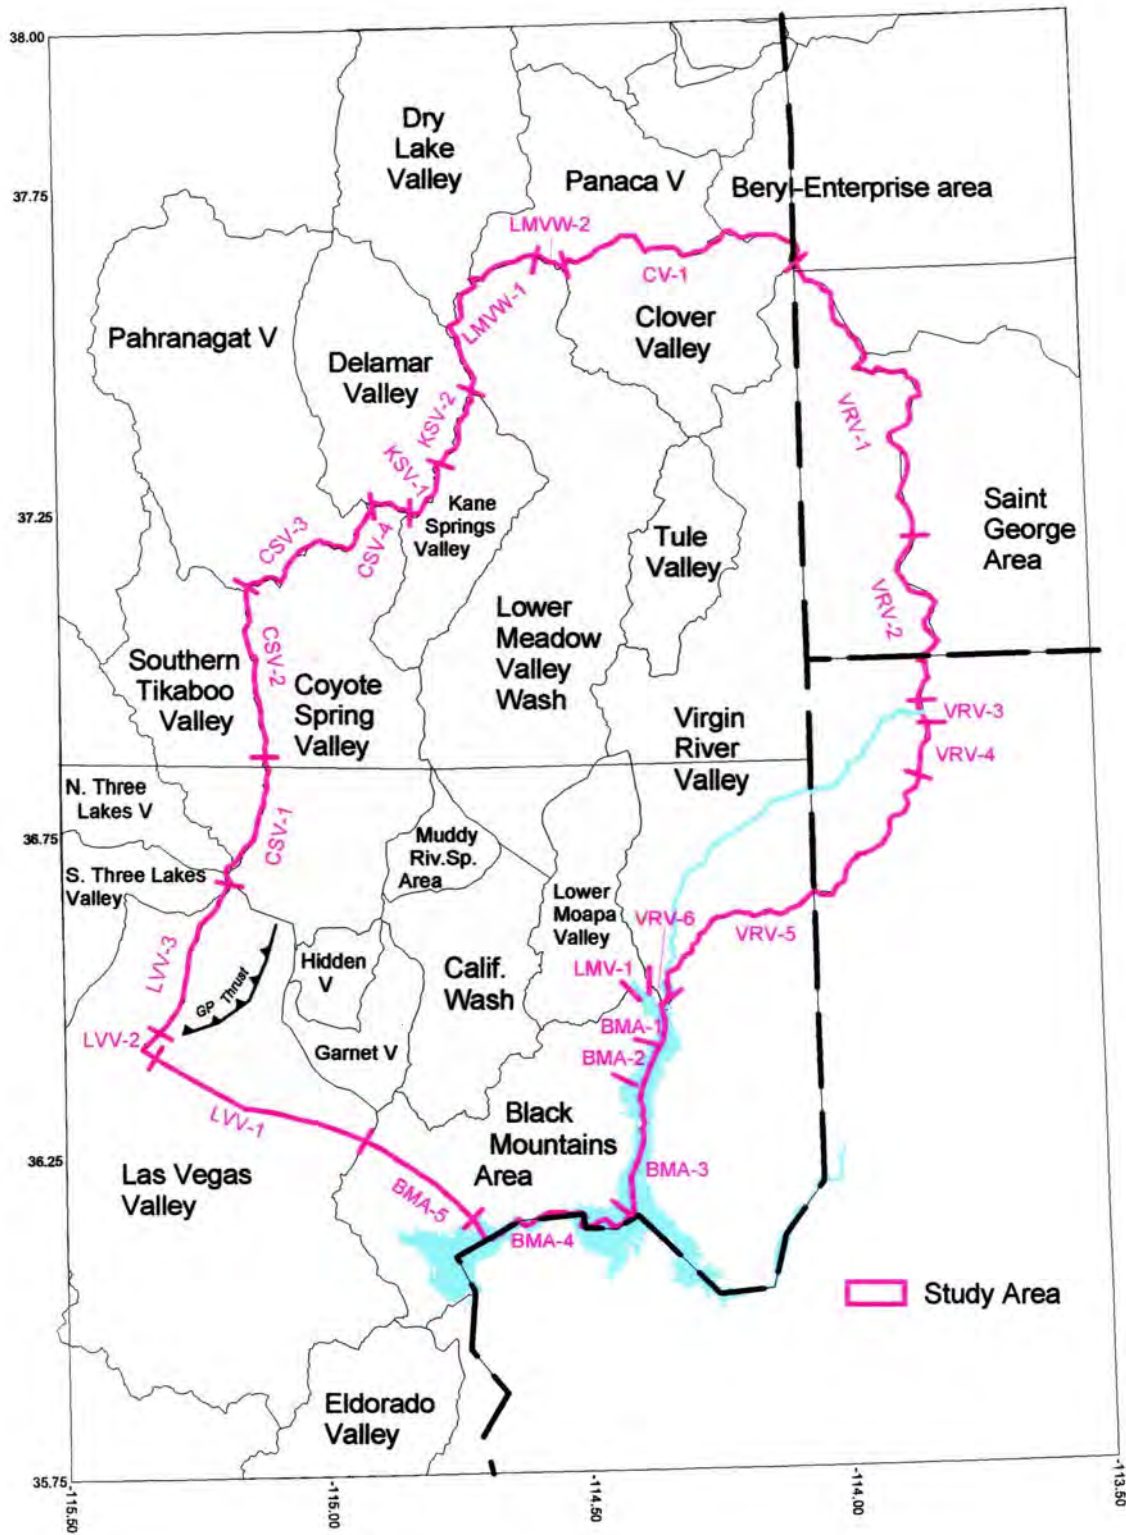 38.00
Dry
Lake
Valley
Panaca V
Beryl-Enterprise area
37.75
LMVW-2
CV-1
LMVW-1
Pahranagat V
Clover
Valley
Delamar
Valley
KSV-2
VRV-1
KSV-1
Kane
Springs
Valley
Saint
George
Area
37.25
CSV-3
CSV-4
Tule
Valley
VRV-2
Lower
Meadow
Valley
Wash
CSV-2
Southern
Tikaboo
Valley
Coyote
Spring
Valley
Virgin
River
Valley
VRV-3
VRV-4
N. Three
Lakes V
CSV-1
36.75
Muddy
Riv.Sp.
Area
S. Three Lakes
Valley
Lower
Moapa
Valley
VRV-6
VRV-5
LVV-3
GP Thrust
Hidden
V
Calif.
Wash
LMV-1
BMA-1
LVV-2
Garnet V
BMA-2
LVV-1
Black
Mountains
Area
36.25
Las Vegas
Valley
BMA-5
BMA-3
BMA-4
Study Area
Eldorado
Valley
35.75
-115.50
-115.00
-114.50
-114.00
-113.50